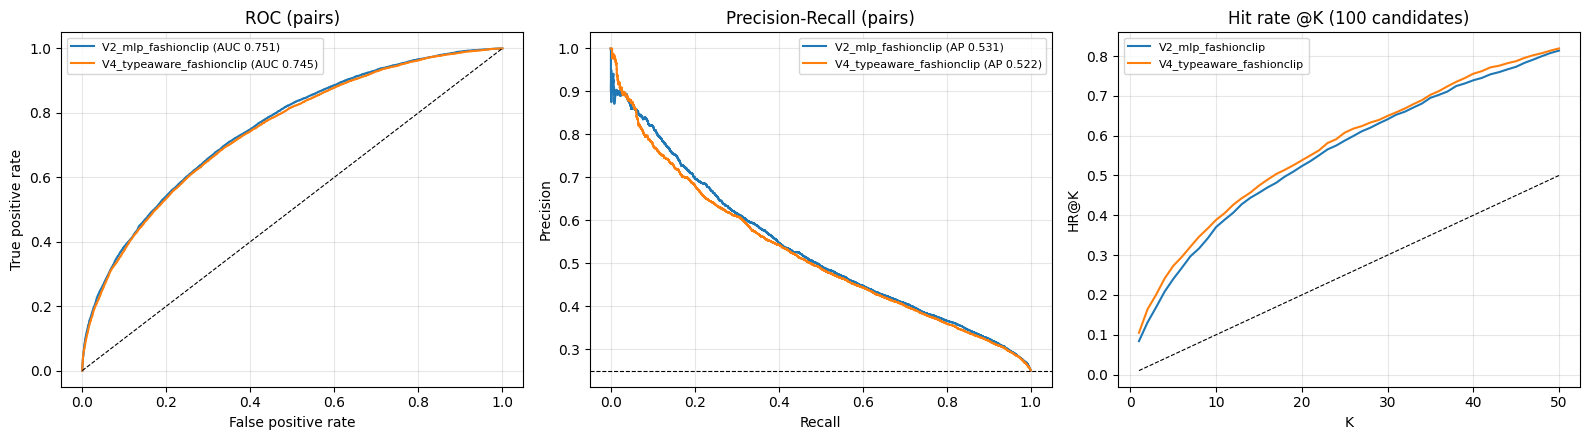 ROC (pairs)
V2_mlp_fashionclip (AUC 0.751)
V4_typeaware_fashionclip (AUC 0.745)
True positive rate
1.0
0.8
0.6
0.4
0.2
0.0
0.0 0.2 0.4 0.6 0.8 1.0
False positive rate
Precision-Recall (pairs)
V2_mlp_fashionclip (AP 0.531)
V4_typeaware_fashionclip (AP 0.522)
Precision
1.0
0.9
0.8
0.7
0.6
0.5
0.4
0.3
0.0 0.2 0.4 0.6 0.8 1.0
Recall
Hit rate @K (100 candidates)
V2_mlp_fashionclip
V4_typeaware_fashionclip
HR@K
0.8
0.7
0.6
0.5
0.4
0.3
0.2
0.1
0.0
0 10 20 30 40 50
K